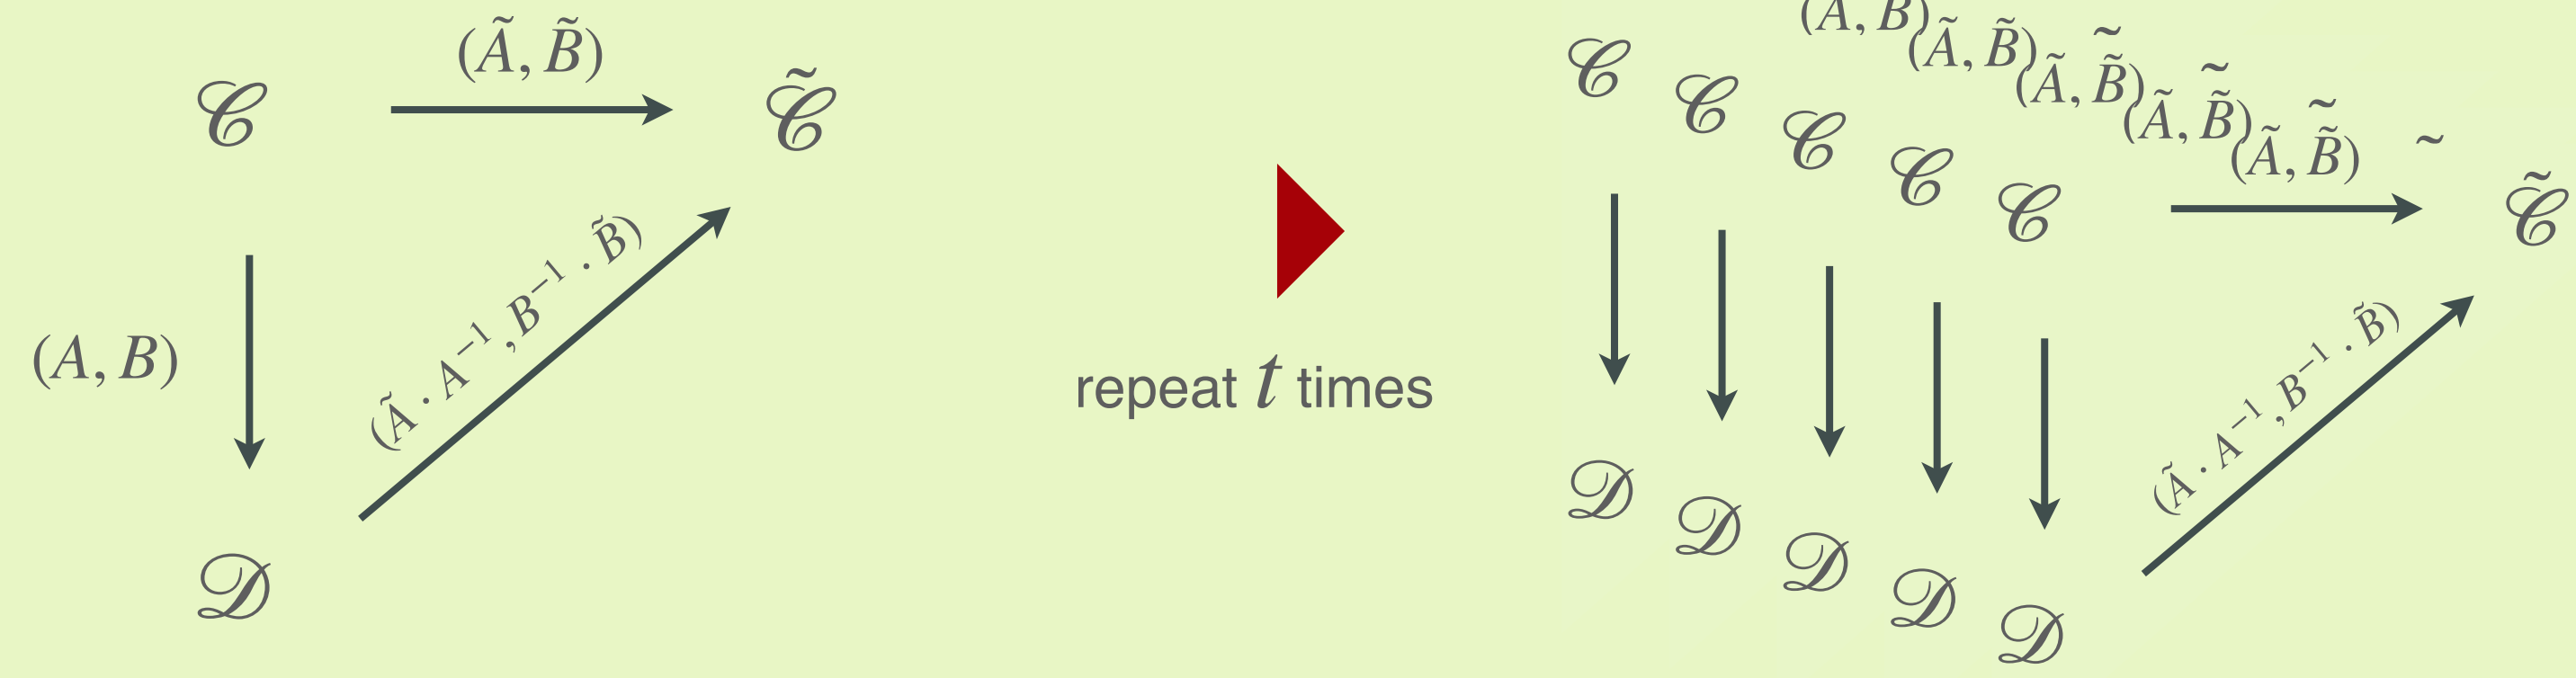 (Ã, B̃)
𝒞
𝒞̃
(A, B)
(Ã · A⁻¹, B⁻¹ · B̃)
𝒟
repeat t times
(A, B)
(Ã, B̃) ~
(Ã, B̃) ~
(Ã, B̃) ~
(Ã, B̃) ~
𝒞
𝒞
𝒞
𝒞
𝒞
𝒞̃
(Ã · A⁻¹, B⁻¹ · B̃)
𝒟
𝒟
𝒟
𝒟
𝒟